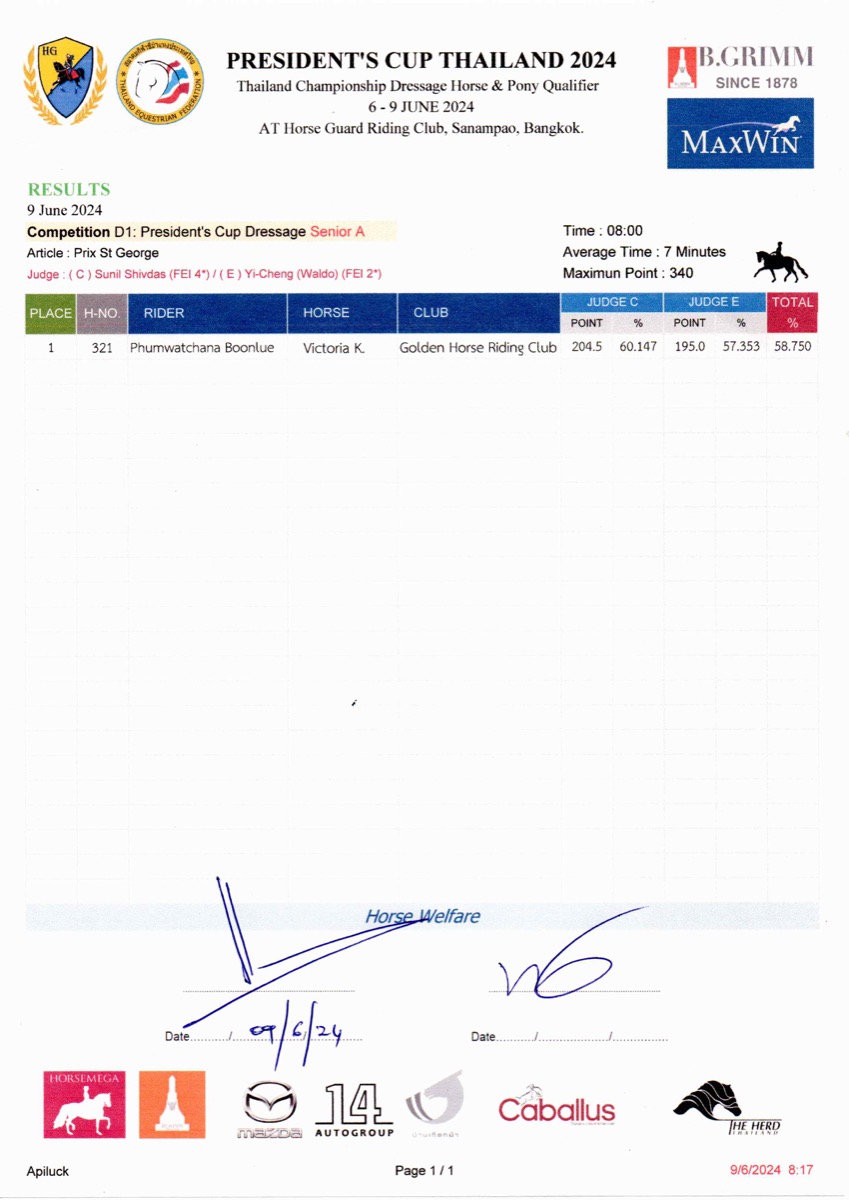 HG
THAILAND EQUESTRIAN FEDERATION
PRESIDENT'S CUP THAILAND 2024
Thailand Championship Dressage Horse & Pony Qualifier
6 - 9 JUNE 2024
AT Horse Guard Riding Club, Sanampao, Bangkok.
B.GRIMM
SINCE 1878
MAXWIN
RESULTS
9 June 2024
Competition D1: President's Cup Dressage Senior A
Article : Prix St George
Judge : ( C ) Sunil Shivdas (FEI 4*) / ( E ) Yi-Cheng (Waldo) (FEI 2*)
Time : 08:00
Average Time : 7 Minutes
Maximun Point : 340
PLACE H-NO. RIDER HORSE CLUB JUDGE C JUDGE E TOTAL
POINT % POINT % %
1 321 Phumwatchana Boonlue Victoria K. Golden Horse Riding Club 204.5 60.147 195.0 57.353 58.750
Horse Welfare
Date........./...09/6/24
Date............/................/................
HORSEMEGA
mazda
14
AUTOGROUP
Caballus
THE HERD
THAILAND
Apiluck
Page 1 / 1
9/6/2024 8:17